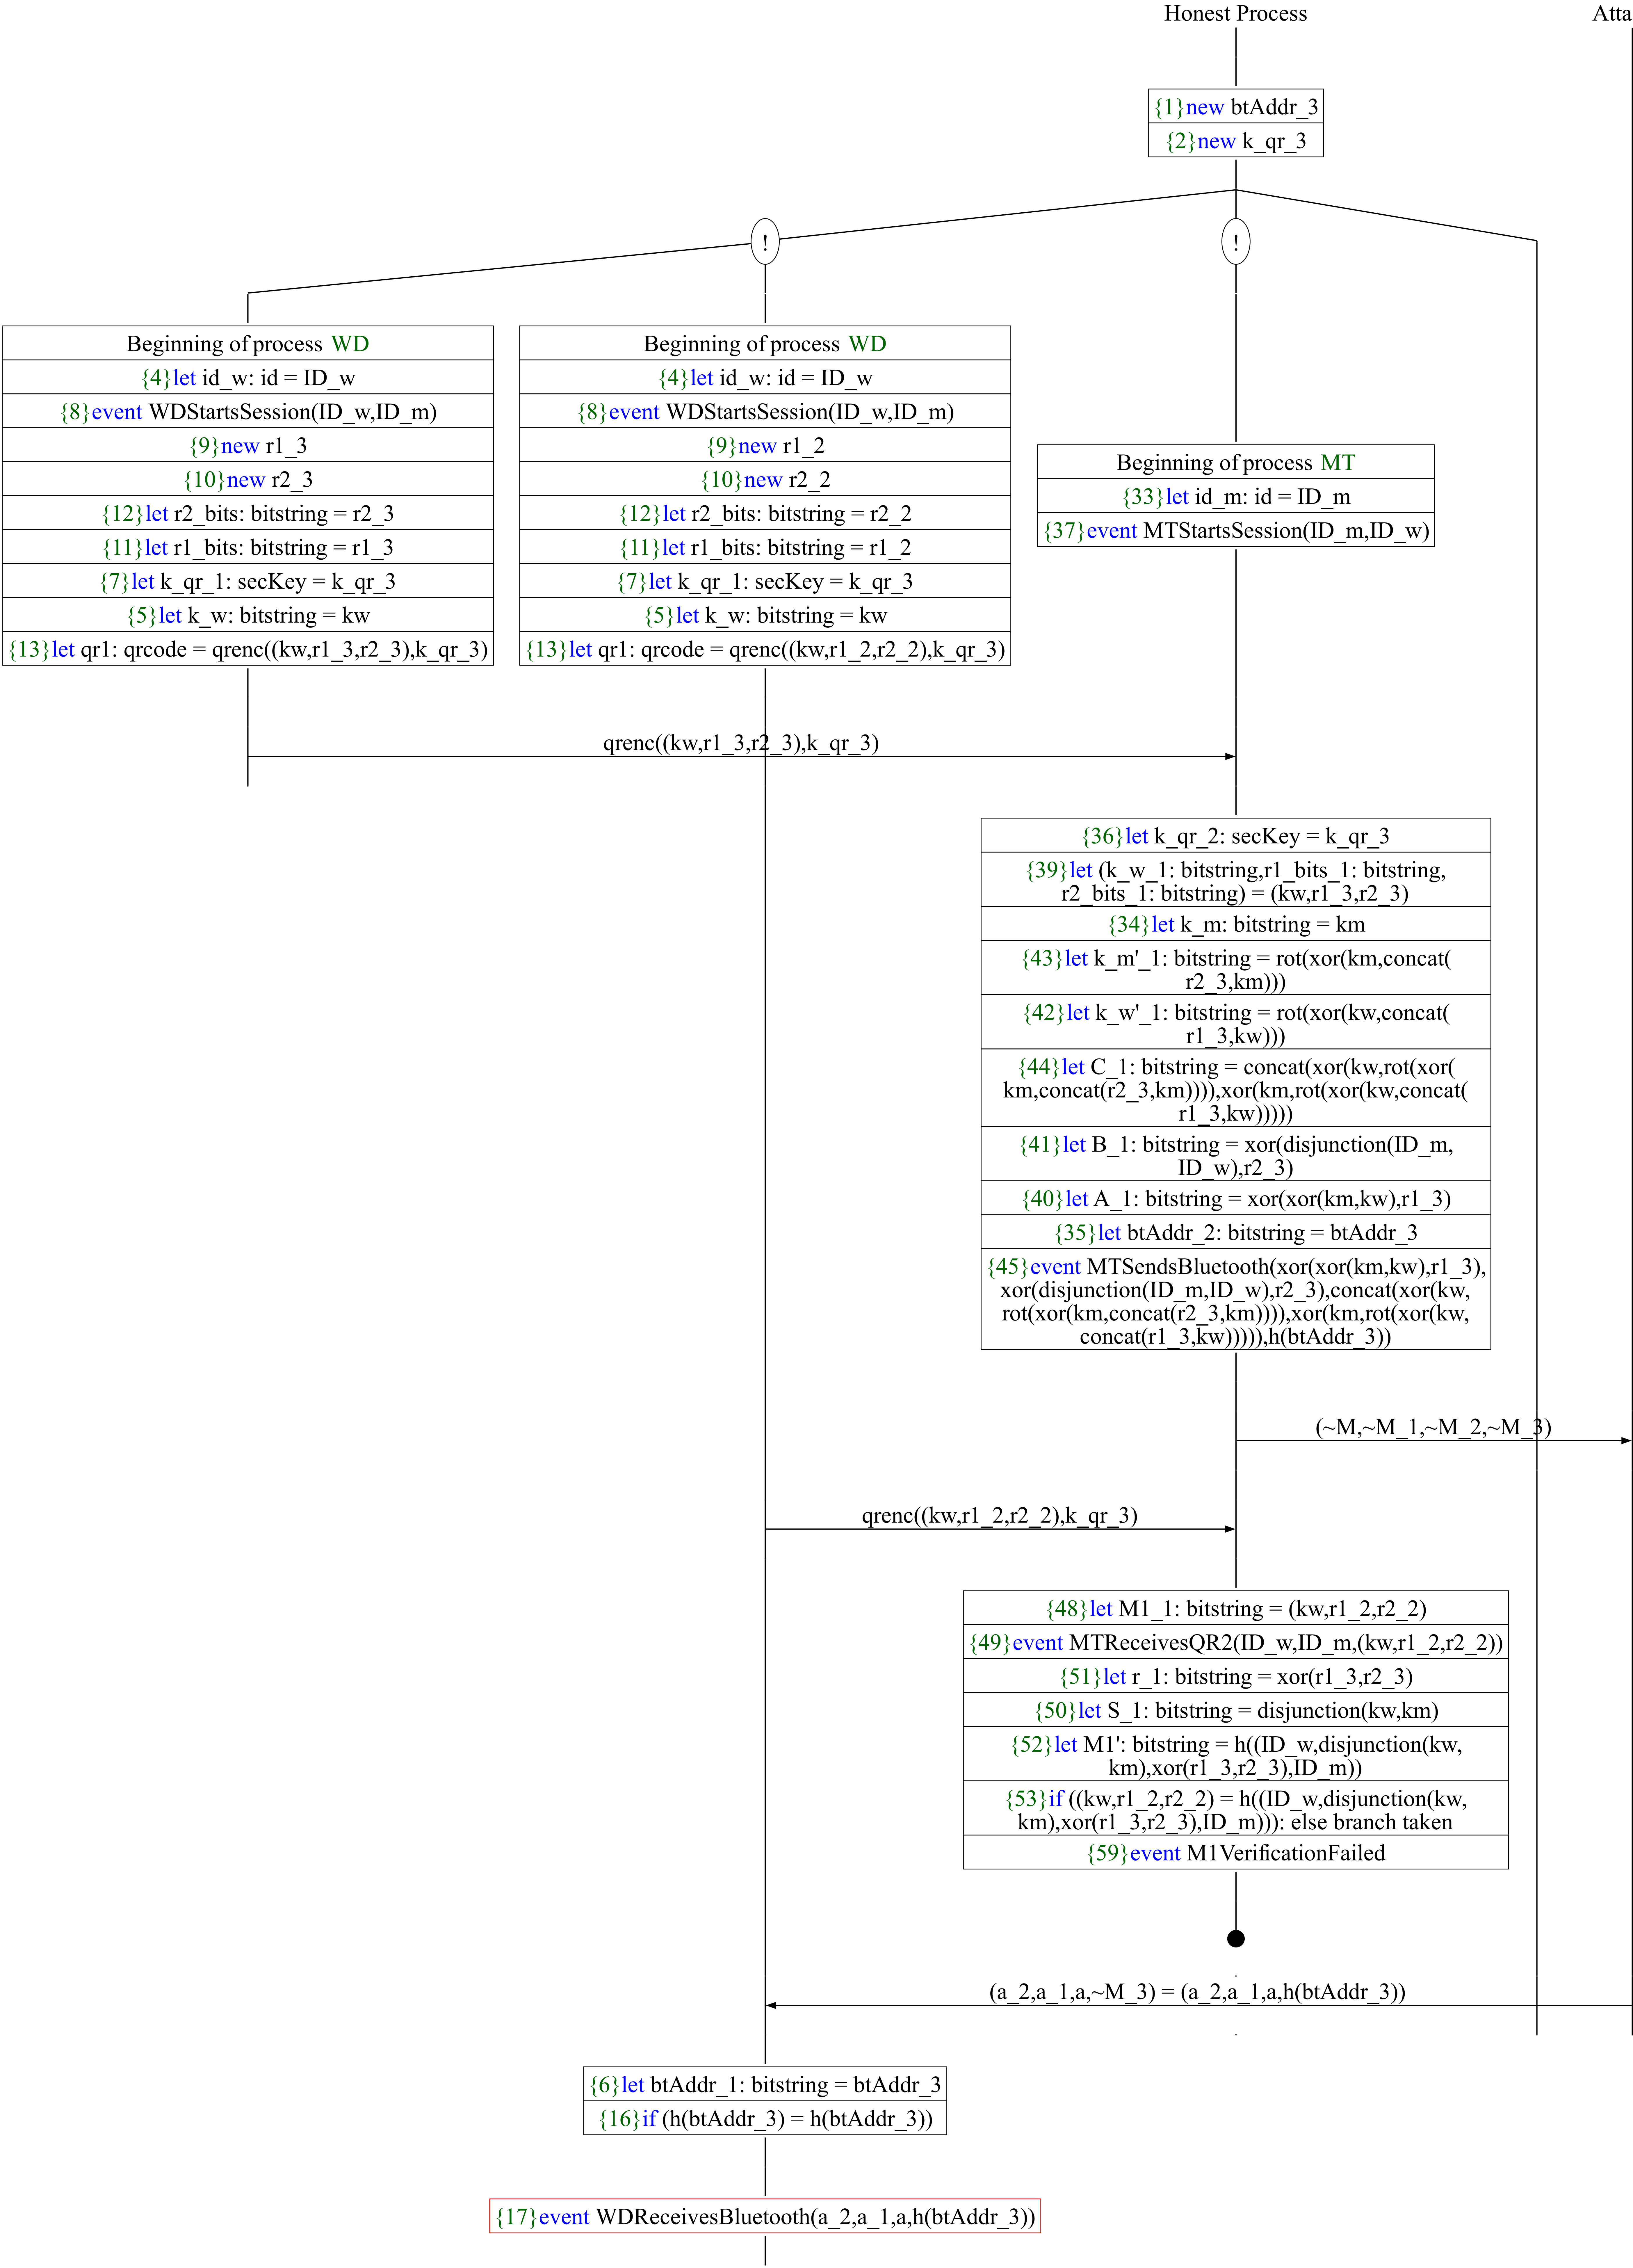 Honest Process
Atta
{1}new btAddr_3
{2}new k_qr_3
!
!
Beginning of process WD
{4}let id_w: id = ID_w
{8}event WDStartsSession(ID_w,ID_m)
{9}new r1_3
{10}new r2_3
{12}let r2_bits: bitstring = r2_3
{11}let r1_bits: bitstring = r1_3
{7}let k_qr_1: secKey = k_qr_3
{5}let k_w: bitstring = kw
{13}let qr1: qrcode = qrenc((kw,r1_3,r2_3),k_qr_3)
Beginning of process WD
{4}let id_w: id = ID_w
{8}event WDStartsSession(ID_w,ID_m)
{9}new r1_2
{10}new r2_2
{12}let r2_bits: bitstring = r2_2
{11}let r1_bits: bitstring = r1_2
{7}let k_qr_1: secKey = k_qr_3
{5}let k_w: bitstring = kw
{13}let qr1: qrcode = qrenc((kw,r1_2,r2_2),k_qr_3)
Beginning of process MT
{33}let id_m: id = ID_m
{37}event MTStartsSession(ID_m,ID_w)
qrenc((kw,r1_3,r2_3),k_qr_3)
{36}let k_qr_2: secKey = k_qr_3
{39}let (k_w_1: bitstring,r1_bits_1: bitstring,
r2_bits_1: bitstring) = (kw,r1_3,r2_3)
{34}let k_m: bitstring = km
{43}let k_m'_1: bitstring = rot(xor(km,concat(
r2_3,km)))
{42}let k_w'_1: bitstring = rot(xor(kw,concat(
r1_3,kw)))
{44}let C_1: bitstring = concat(xor(kw,rot(xor(
km,concat(r2_3,km)))),xor(km,rot(xor(kw,concat(
r1_3,kw)))))
{41}let B_1: bitstring = xor(disjunction(ID_m,
ID_w),r2_3)
{40}let A_1: bitstring = xor(xor(km,kw),r1_3)
{35}let btAddr_2: bitstring = btAddr_3
{45}event MTSendsBluetooth(xor(xor(km,kw),r1_3),
xor(disjunction(ID_m,ID_w),r2_3),concat(xor(kw,
rot(xor(km,concat(r2_3,km)))),xor(km,rot(xor(kw,
concat(r1_3,kw))))),h(btAddr_3))
(~M,~M_1,~M_2,~M_3)
qrenc((kw,r1_2,r2_2),k_qr_3)
{48}let M1_1: bitstring = (kw,r1_2,r2_2)
{49}event MTReceivesQR2(ID_w,ID_m,(kw,r1_2,r2_2))
{51}let r_1: bitstring = xor(r1_3,r2_3)
{50}let S_1: bitstring = disjunction(kw,km)
{52}let M1': bitstring = h((ID_w,disjunction(kw,
km),xor(r1_3,r2_3),ID_m))
{53}if ((kw,r1_2,r2_2) = h((ID_w,disjunction(kw,
km),xor(r1_3,r2_3),ID_m))): else branch taken
{59}event M1VerificationFailed
(a_2,a_1,a,~M_3) = (a_2,a_1,a,h(btAddr_3))
{6}let btAddr_1: bitstring = btAddr_3
{16}if (h(btAddr_3) = h(btAddr_3))
{17}event WDReceivesBluetooth(a_2,a_1,a,h(btAddr_3))